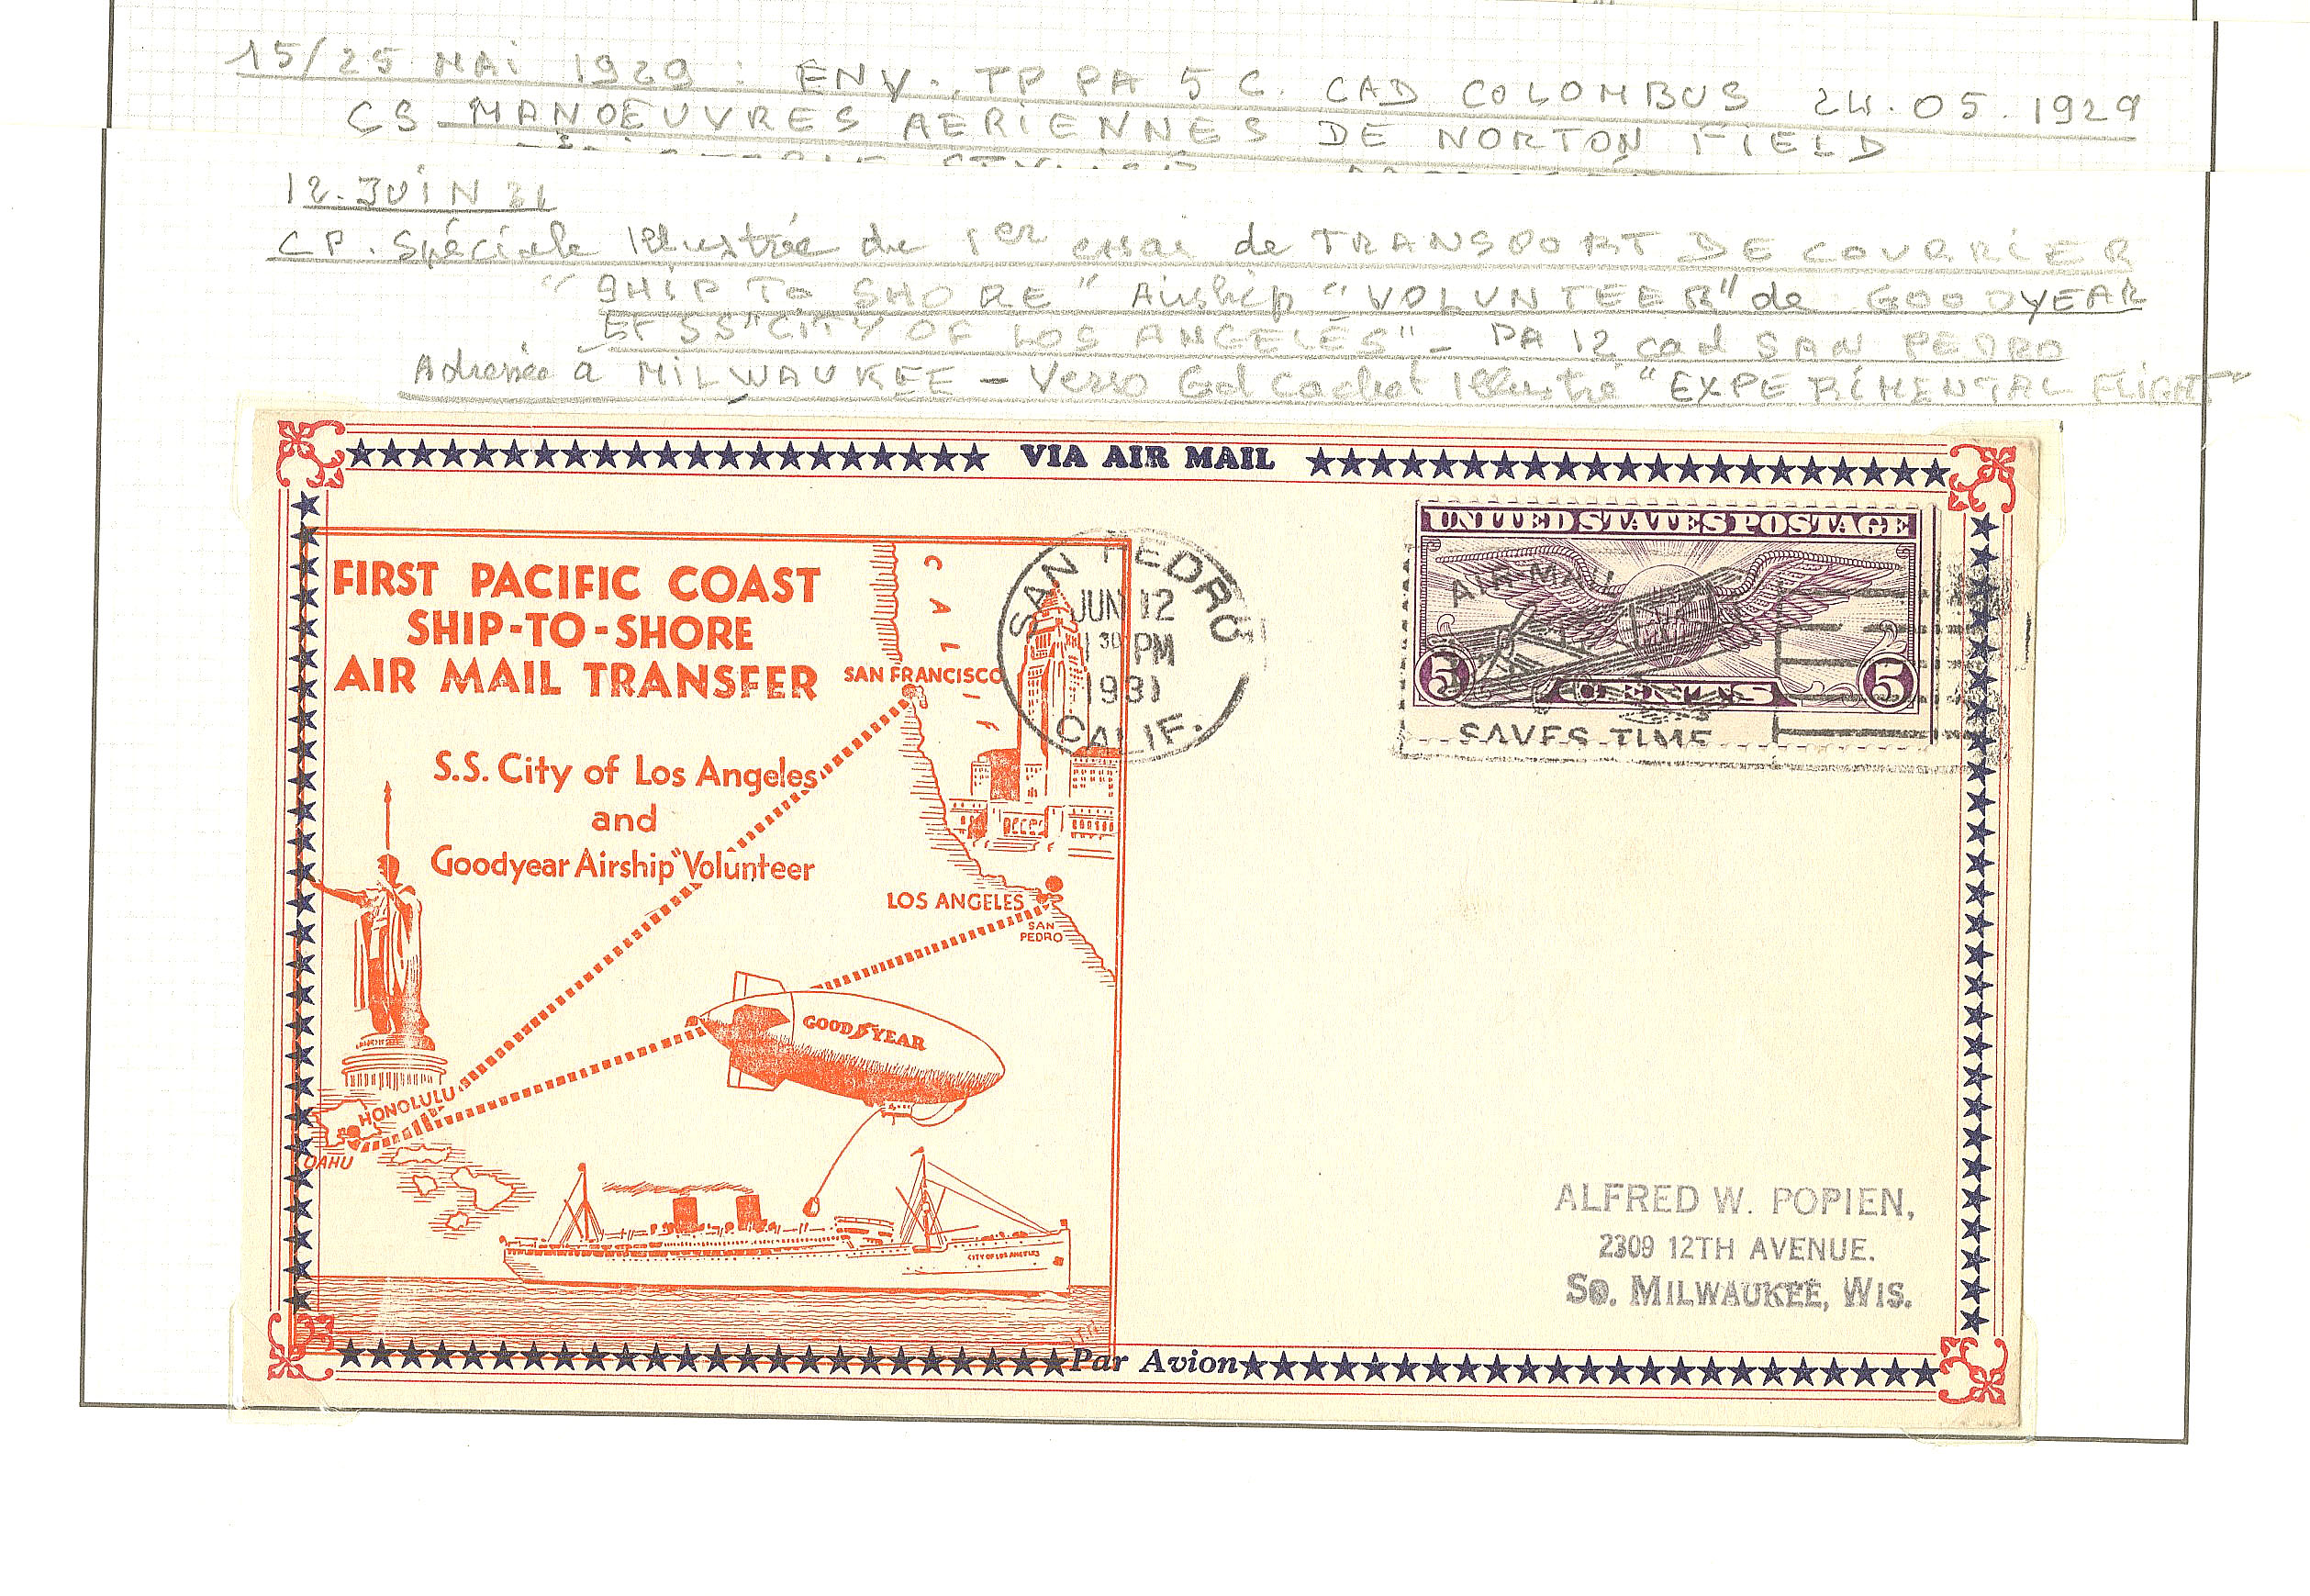 15/25 MAI 1929 : ENV. TP PA 5 C. CAD COLOMBUS 24.05.1929
CS MANOEUVRES AERIENNES DE NORTON FIELD
12. JUIN 31
CP. Spéciale Illustrée du 1er essai de TRANSPORT DE COURRIER
"SHIP TO SHORE" Airship "VOLUNTEER" de GOODYEAR
ET SS "CITY OF LOS ANGELES" - PA 12 cad SAN PEDRO
Adressée à MILWAUKEE - Verso Gd Cachet Illustré "EXPERIMENTAL FLIGHT"
VIA AIR MAIL
UNITED STATES POSTAGE
AIR MAIL
5 CENTS 5
SAVES TIME
SAN PEDRO
JUN 12
1 30 PM
1931
CALIF.
FIRST PACIFIC COAST
SHIP-TO-SHORE
AIR MAIL TRANSFER
S.S. City of Los Angeles
and
Goodyear Airship "Volunteer
CALIF
SAN FRANCISCO
LOS ANGELES
SAN
PEDRO
GOODYEAR
HONOLULU
OAHU
CITY OF LOS ANGELES
ALFRED W. POPIEN,
2309 12TH AVENUE.
SO. MILWAUKEE, WIS.
Par Avion